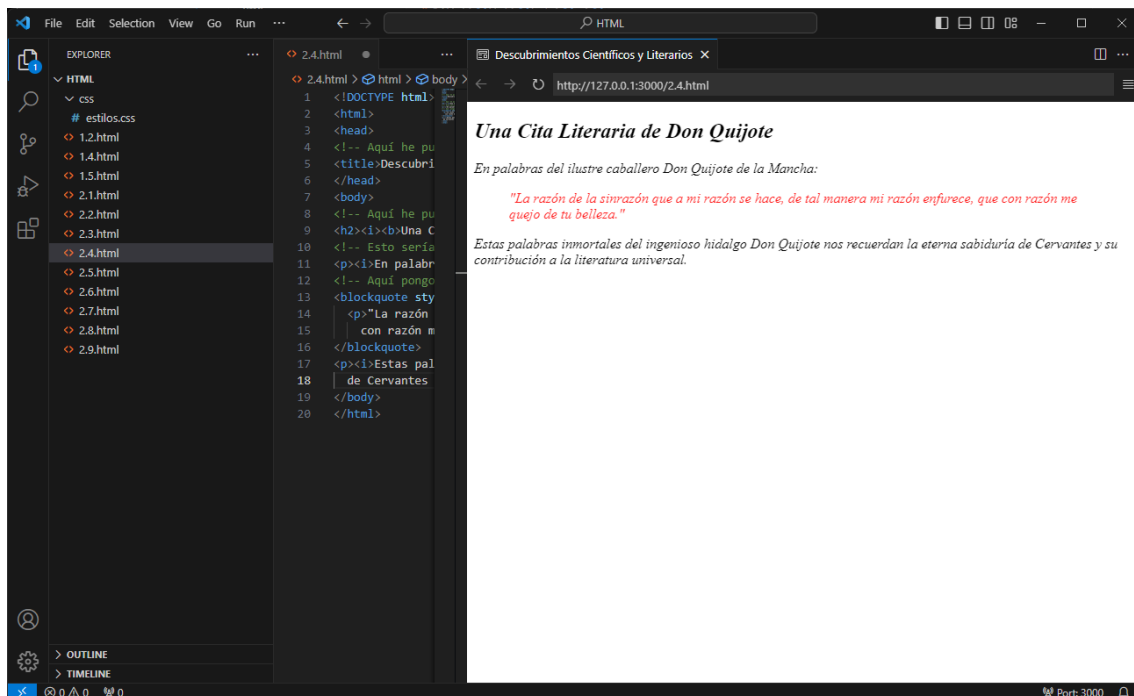 File Edit Selection View Go Run ··· HTML
EXPLORER ···
HTML
css
# estilos.css
<> 1.2.html
<> 1.4.html
<> 1.5.html
<> 2.1.html
<> 2.2.html
<> 2.3.html
<> 2.4.html
<> 2.5.html
<> 2.6.html
<> 2.7.html
<> 2.8.html
<> 2.9.html
OUTLINE
TIMELINE
<> 2.4.html ···
<> 2.4.html > html > body >
1 <!DOCTYPE html>
2 <html>
3 <head>
4 <!-- Aquí he pu
5 <title>Descubri
6 </head>
7 <body>
8 <!-- Aquí he pu
9 <h2><i><b>Una C
10 <!-- Esto sería
11 <p><i>En palabr
12 <!-- Aquí pongo
13 <blockquote sty
14 <p>"La razón
15 con razón m
16 </blockquote>
17 <p><i>Estas pal
18 de Cervantes
19 </body>
20 </html>
Descubrimientos Científicos y Literarios ···
http://127.0.0.1:3000/2.4.html
Una Cita Literaria de Don Quijote
En palabras del ilustre caballero Don Quijote de la Mancha:
"La razón de la sinrazón que a mi razón se hace, de tal manera mi razón enfurece, que con razón me
quejo de tu belleza."
Estas palabras inmortales del ingenioso hidalgo Don Quijote nos recuerdan la eterna sabiduría de Cervantes y su
contribución a la literatura universal.
1
0 0 0 Port: 3000